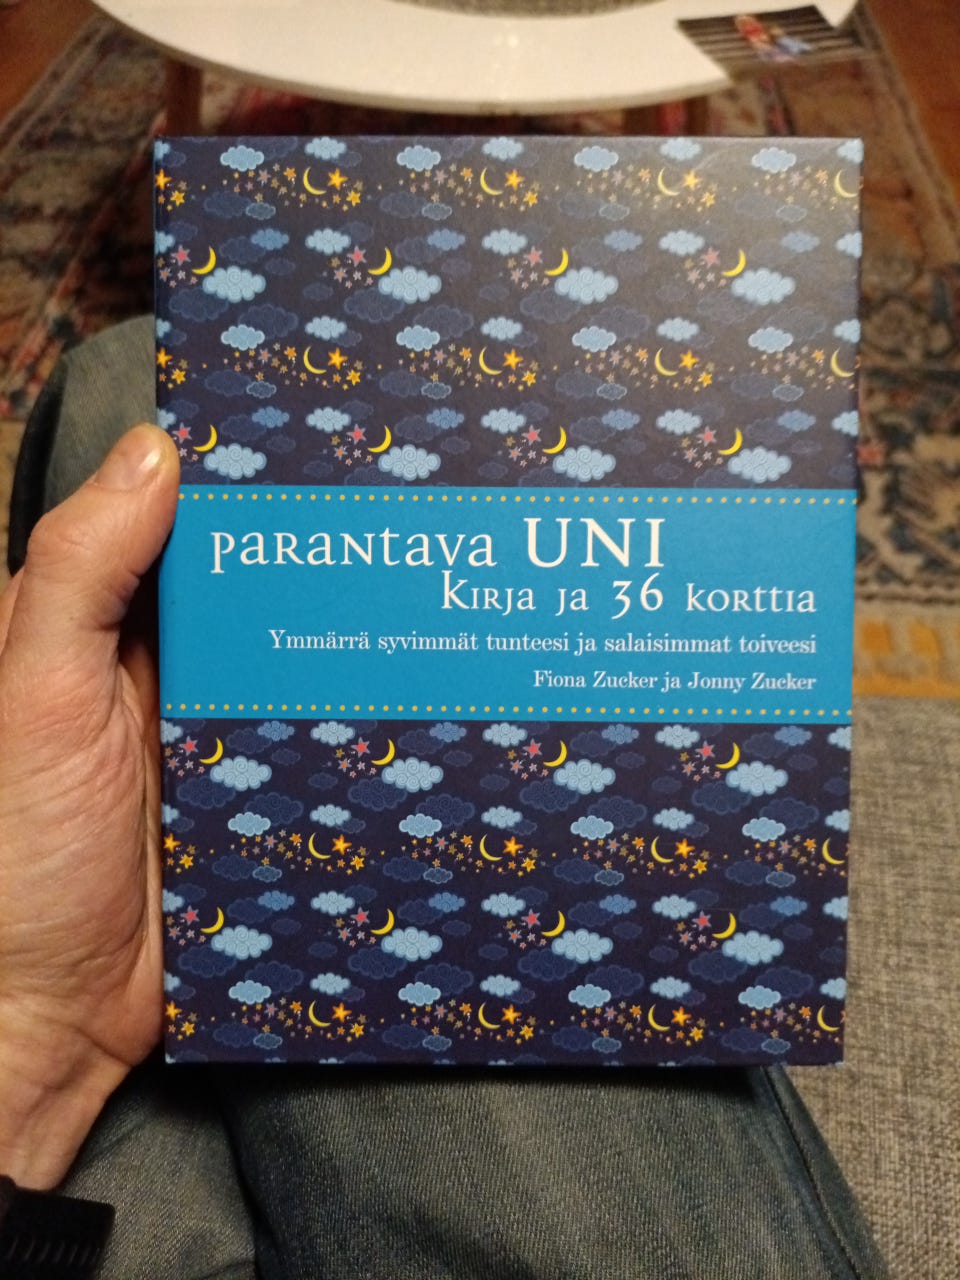 parantava UNI
Kirja ja 36 korttia
Ymmärrä syvimmät tunteesi ja salaisimmat toiveesi
Fiona Zucker ja Jonny Zucker